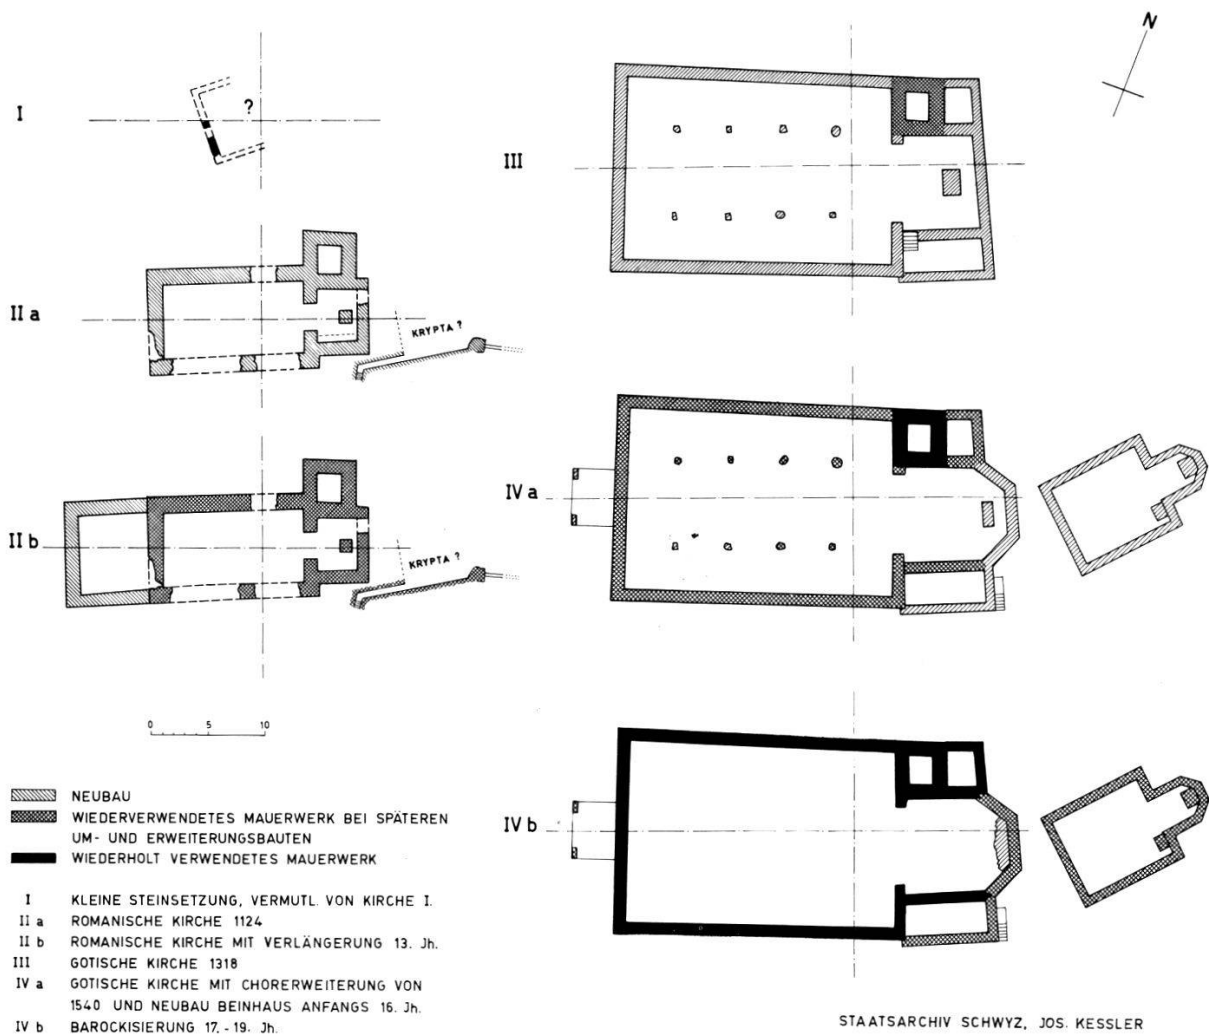 I
?
II a
KRYPTA ?
II b
KRYPTA ?
0 5 10
N
III
IV a
IV b
NEUBAU
WIEDERVERWENDETES MAUERWERK BEI SPÄTEREN
UM- UND ERWEITERUNGSBAUTEN
WIEDERHOLT VERWENDETES MAUERWERK
I KLEINE STEINSETZUNG, VERMUTL. VON KIRCHE I.
II a ROMANISCHE KIRCHE 1124
II b ROMANISCHE KIRCHE MIT VERLÄNGERUNG 13. Jh.
III GOTISCHE KIRCHE 1318
IV a GOTISCHE KIRCHE MIT CHORERWEITERUNG VON
1540 UND NEUBAU BEINHAUS ANFANGS 16. Jh.
IV b BAROCKISIERUNG 17. - 19. Jh.
STAATSARCHIV SCHWYZ, JOS. KESSLER